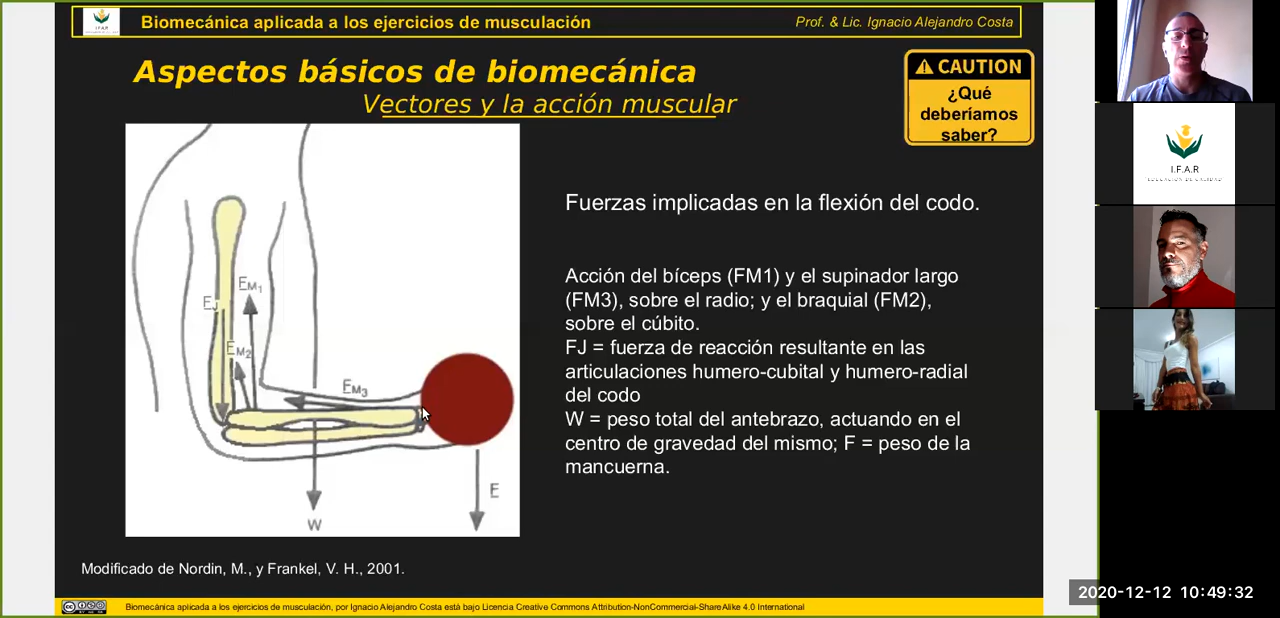 I.F.A.R
Biomecánica aplicada a los ejercicios de musculación
Prof. & Lic. Ignacio Alejandro Costa
Aspectos básicos de biomecánica
Vectores y la acción muscular
CAUTION
¿Qué
deberíamos
saber?
Fuerzas implicadas en la flexión del codo.
Acción del bíceps (FM1) y el supinador largo
(FM3), sobre el radio; y el braquial (FM2),
sobre el cúbito.
FJ = fuerza de reacción resultante en las
articulaciones humero-cubital y humero-radial
del codo
W = peso total del antebrazo, actuando en el
centro de gravedad del mismo; F = peso de la
mancuerna.
FM1
FJ
FM2
FM3
F
W
Modificado de Nordin, M., y Frankel, V. H., 2001.
cc
Biomecánica aplicada a los ejercicios de musculación, por Ignacio Alejandro Costa está bajo Licencia Creative Commons Attribution-NonCommercial-ShareAlike 4.0 International
I.F.A.R
2020-12-12 10:49:32